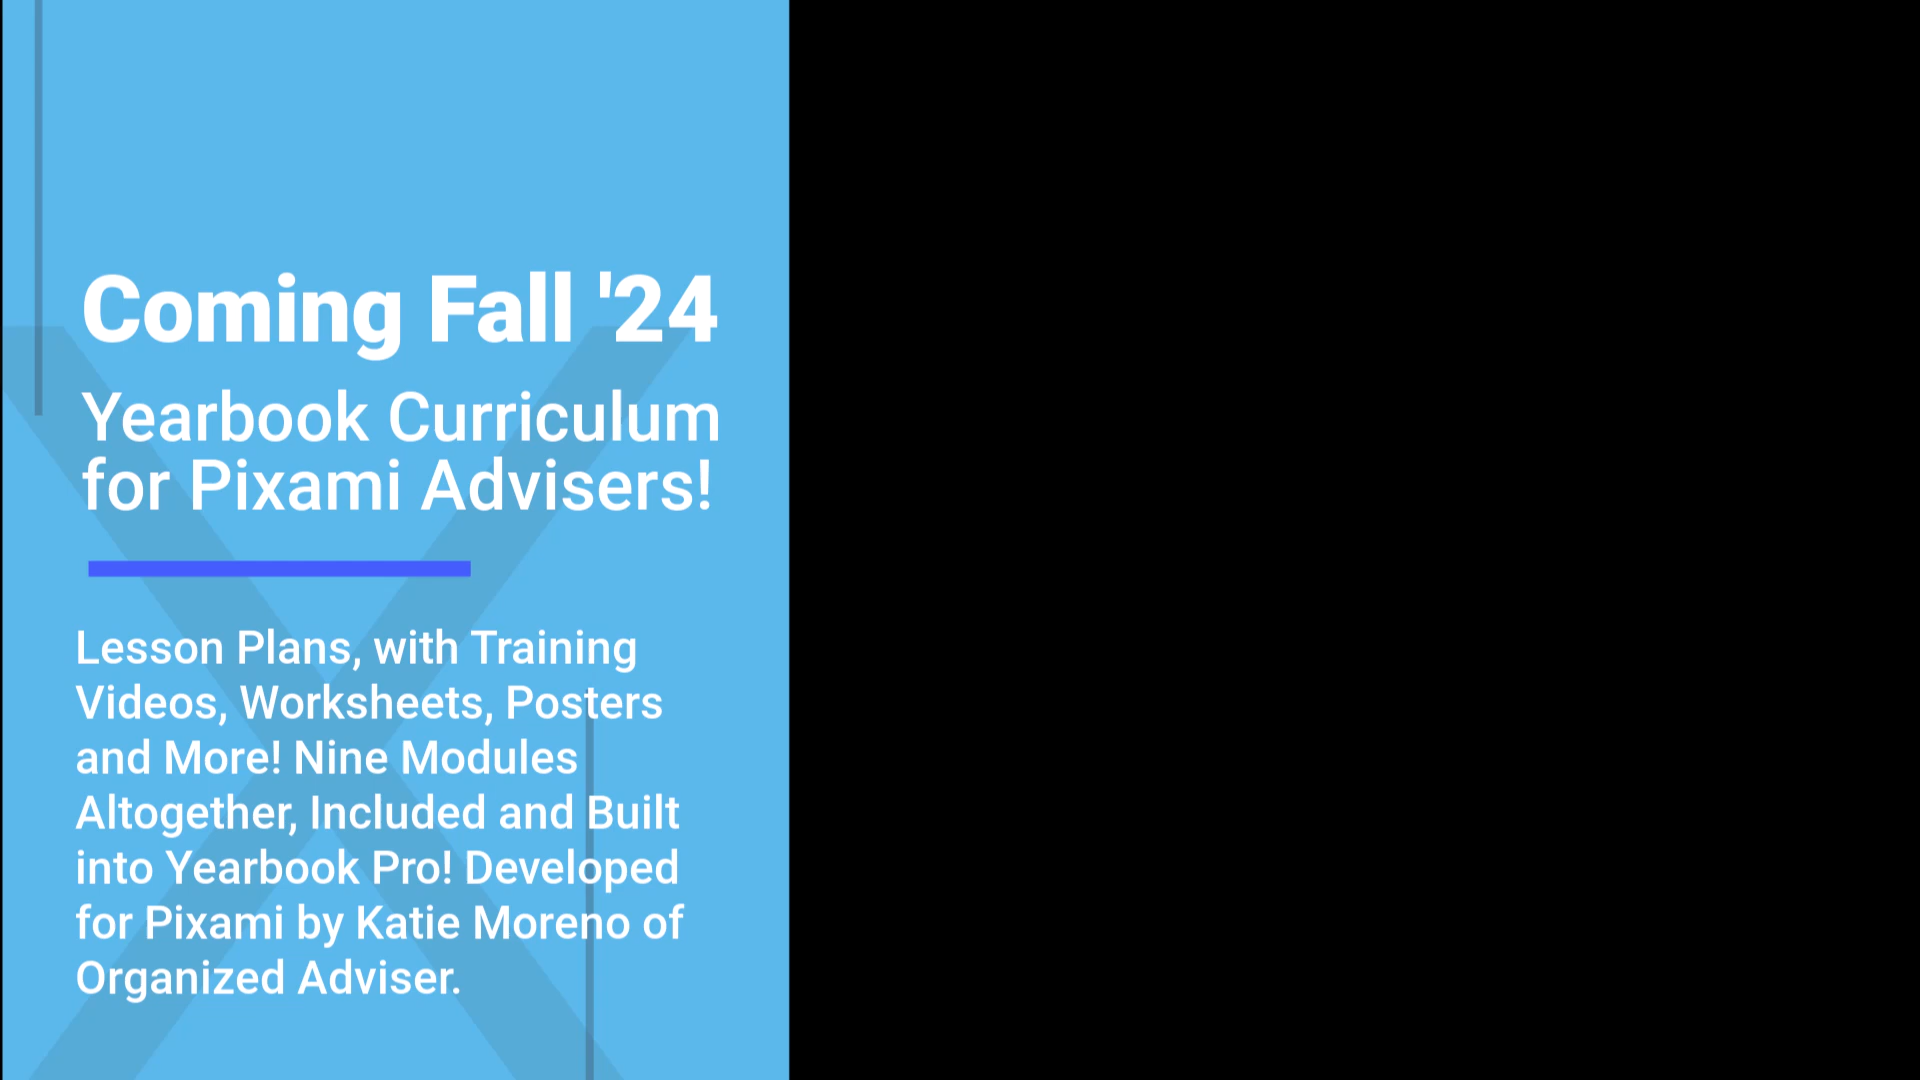 Coming Fall '24
Yearbook Curriculum
for Pixami Advisers!
Lesson Plans, with Training
Videos, Worksheets, Posters
and More! Nine Modules
Altogether, Included and Built
into Yearbook Pro! Developed
for Pixami by Katie Moreno of
Organized Adviser.